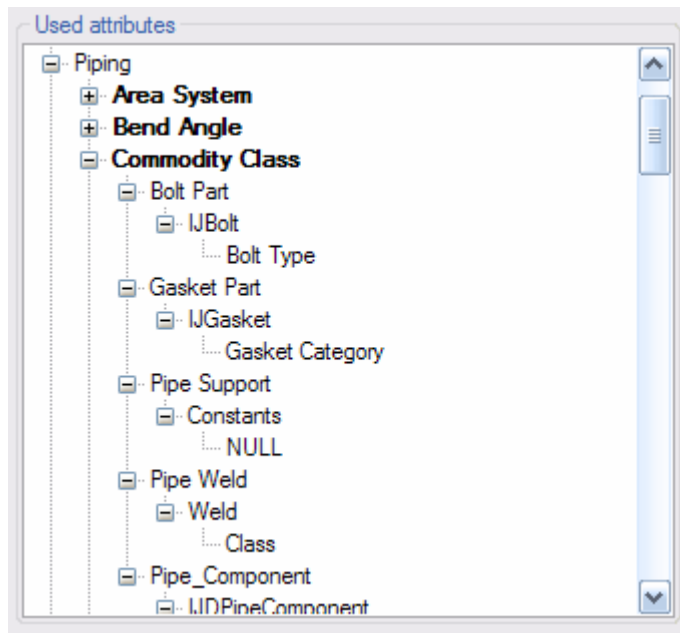 Used attributes
Piping
Area System
Bend Angle
Commodity Class
Bolt Part
IJBolt
Bolt Type
Gasket Part
IJGasket
Gasket Category
Pipe Support
Constants
NULL
Pipe Weld
Weld
Class
Pipe_Component
IJDPipeComponent